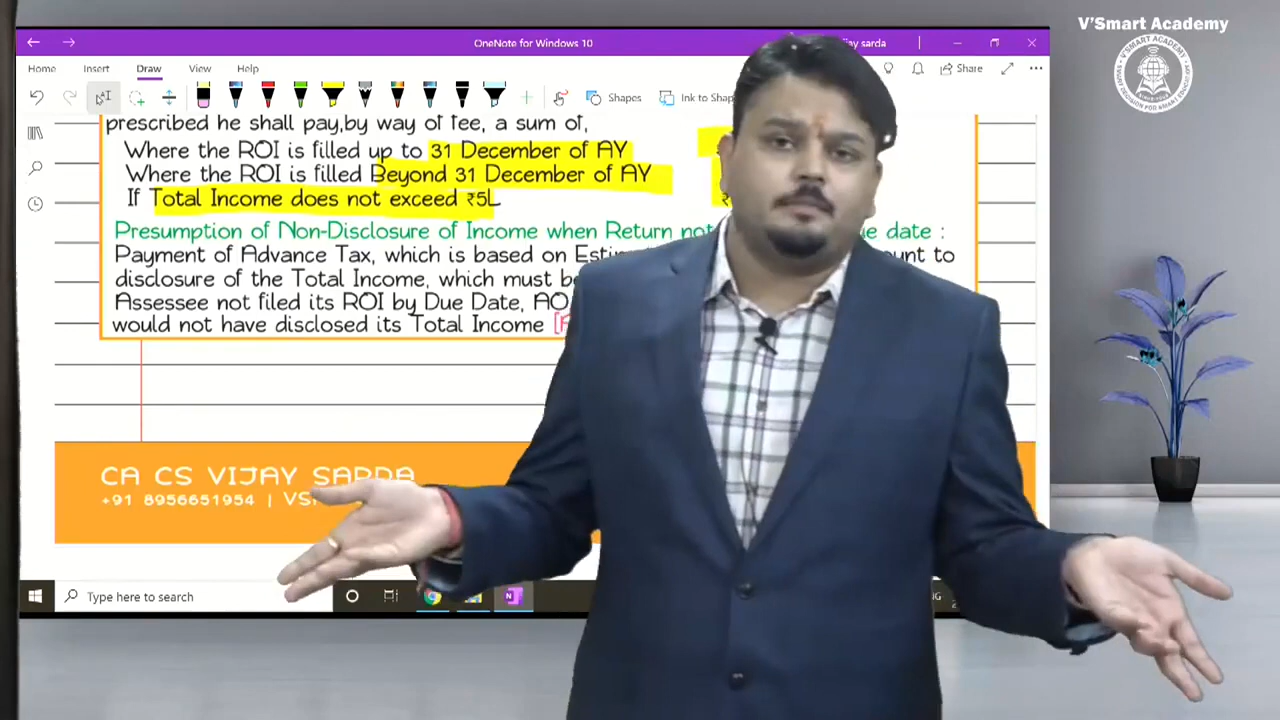 V'Smart Academy
OneNote for Windows 10
jay sarda
Home Insert Draw View Help
Share
Shapes
Ink to Shap
prescribed he shall pay,by way of fee, a sum of,
Where the ROI is filled up to 31 December of AY
Where the ROI is filled Beyond 31 December of AY
If Total Income does not exceed ₹5L
₹
Presumption of Non-Disclosure of Income when Return not ue date :
Payment of Advance Tax, which is based on Esti ount to
disclosure of the Total Income, which must be
Assessee not filed its ROI by Due Date, AO
would not have disclosed its Total Income [
CA CS VIJAY SARDA
+91 8956651954 | VS
Type here to search